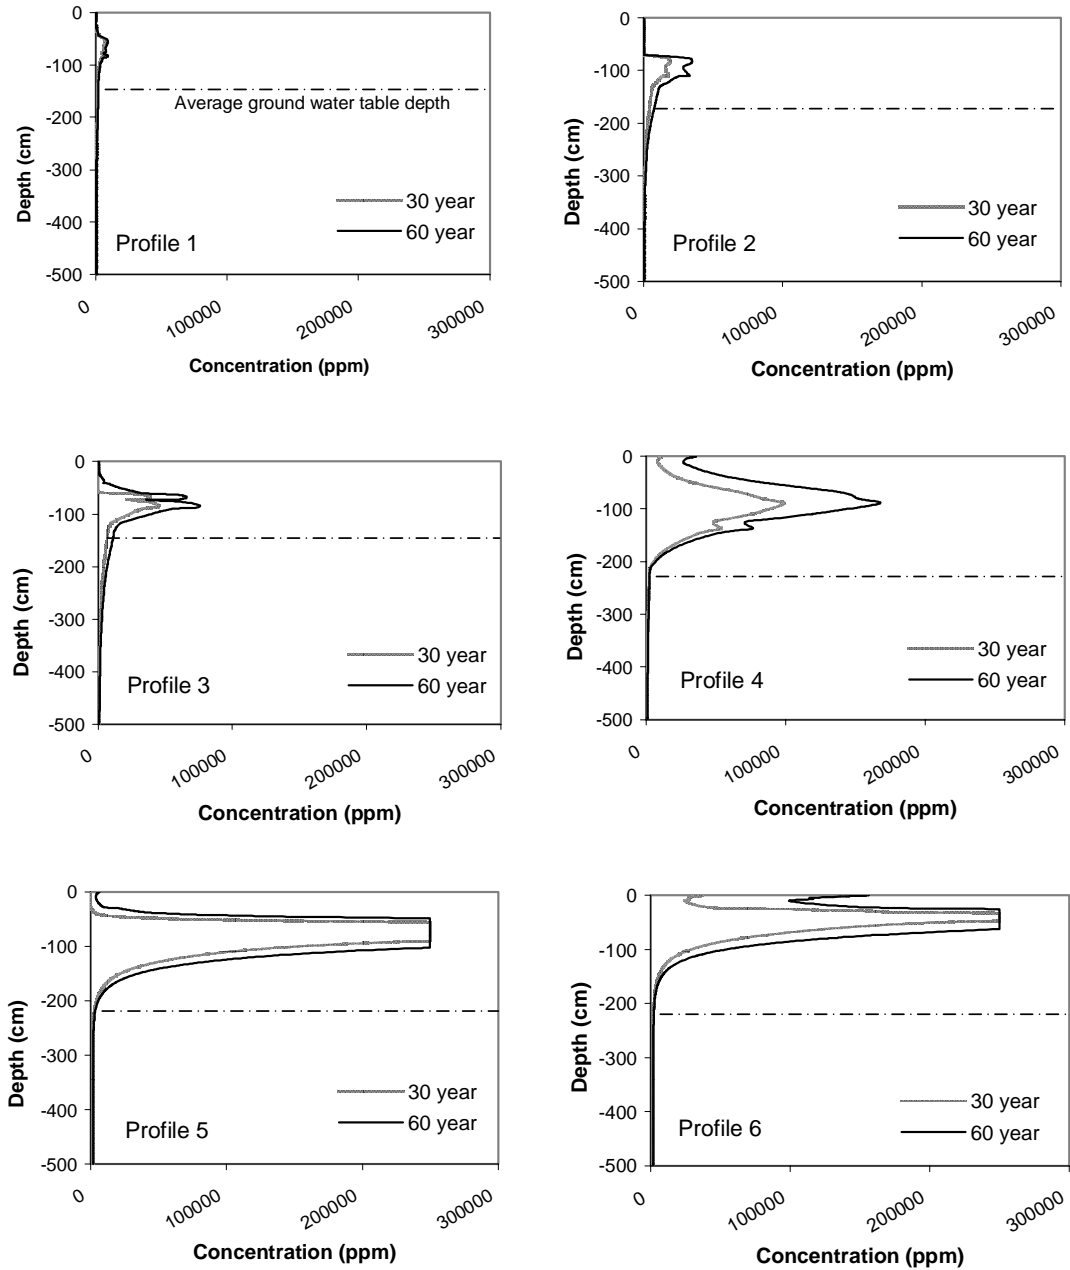 0
-100
-200
-300
-400
-500
Depth (cm)
Average ground water table depth
30 year
60 year
Profile 1
0
100000
200000
300000
Concentration (ppm)
0
-100
-200
-300
-400
-500
Depth (cm)
30 year
60 year
Profile 2
0
100000
200000
300000
Concentration (ppm)
0
-100
-200
-300
-400
-500
Depth (cm)
30 year
60 year
Profile 3
0
100000
200000
300000
Concentration (ppm)
0
-100
-200
-300
-400
-500
Depth (cm)
30 year
60 year
Profile 4
0
100000
200000
300000
Concentration (ppm)
0
-100
-200
-300
-400
-500
Depth (cm)
30 year
60 year
Profile 5
0
100000
200000
300000
Concentration (ppm)
0
-100
-200
-300
-400
-500
Depth (cm)
30 year
60 year
Profile 6
0
100000
200000
300000
Concentration (ppm)